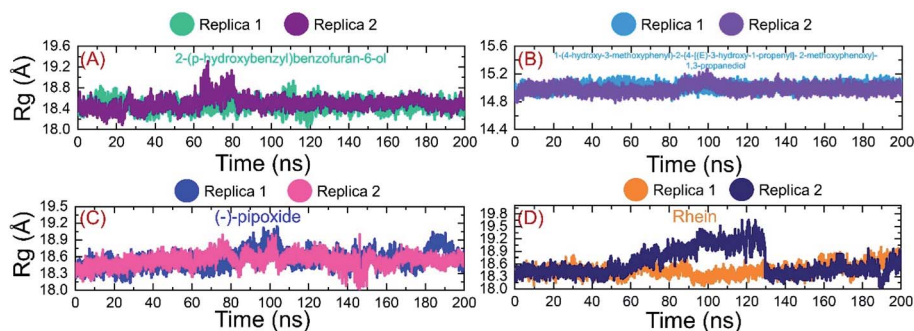 Replica 1 Replica 2 Replica 1 Replica 2
19.6 (A) 2-(p-hydroxybenzyl)benzofuran-6-ol
19.2
18.8
18.4
18.0
Rg (Å)
0 20 40 60 80 100 120 140 160 180 200
Time (ns)
15.6 (B) 1-(4-hydroxy-3-methoxyphenyl)-2-[4-[(E)-3-hydroxy-1-propenyl]- 2-methoxyphenoxy]-
1,3-propanediol
15.2
14.8
14.4
0 20 40 60 80 100 120 140 160 180 200
Time (ns)
Replica 1 Replica 2 Replica 1 Replica 2
19.5 (C) (-)-pipoxide
19.2
18.9
18.6
18.3
18.0
Rg (Å)
0 20 40 60 80 100 120 140 160 180 200
Time (ns)
19.8 (D) Rhein
19.5
19.2
18.9
18.6
18.3
18.0
0 20 40 60 80 100 120 140 160 180 200
Time (ns)